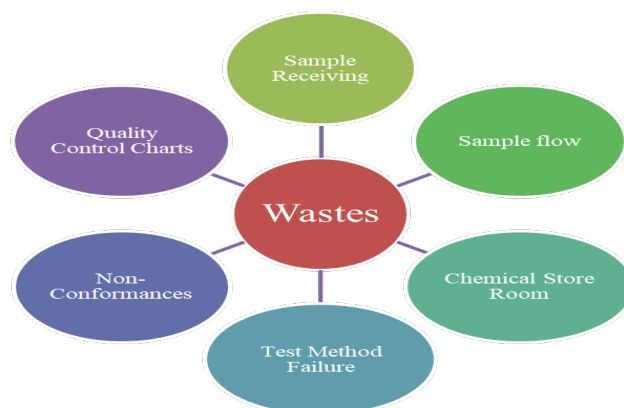 Sample
Receiving
Quality
Control Charts
Sample flow
Wastes
Non-
Conformances
Chemical Store
Room
Test Method
Failure